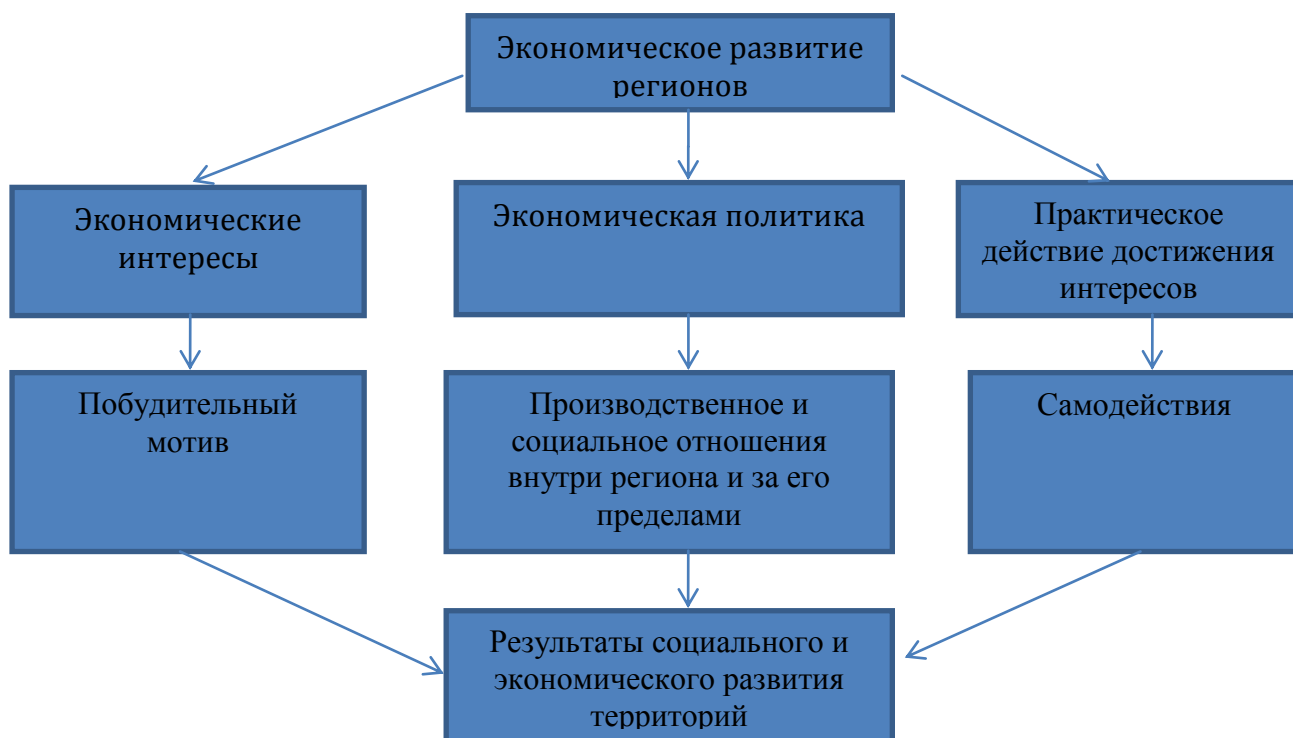 Экономическое развитие
регионов
Экономические
интересы
Экономическая политика
Практическое
действие достижения
интересов
Побудительный
мотив
Производственное и
социальное отношения
внутри региона и за его
пределами
Самодействия
Результаты социального и
экономического развития
территорий